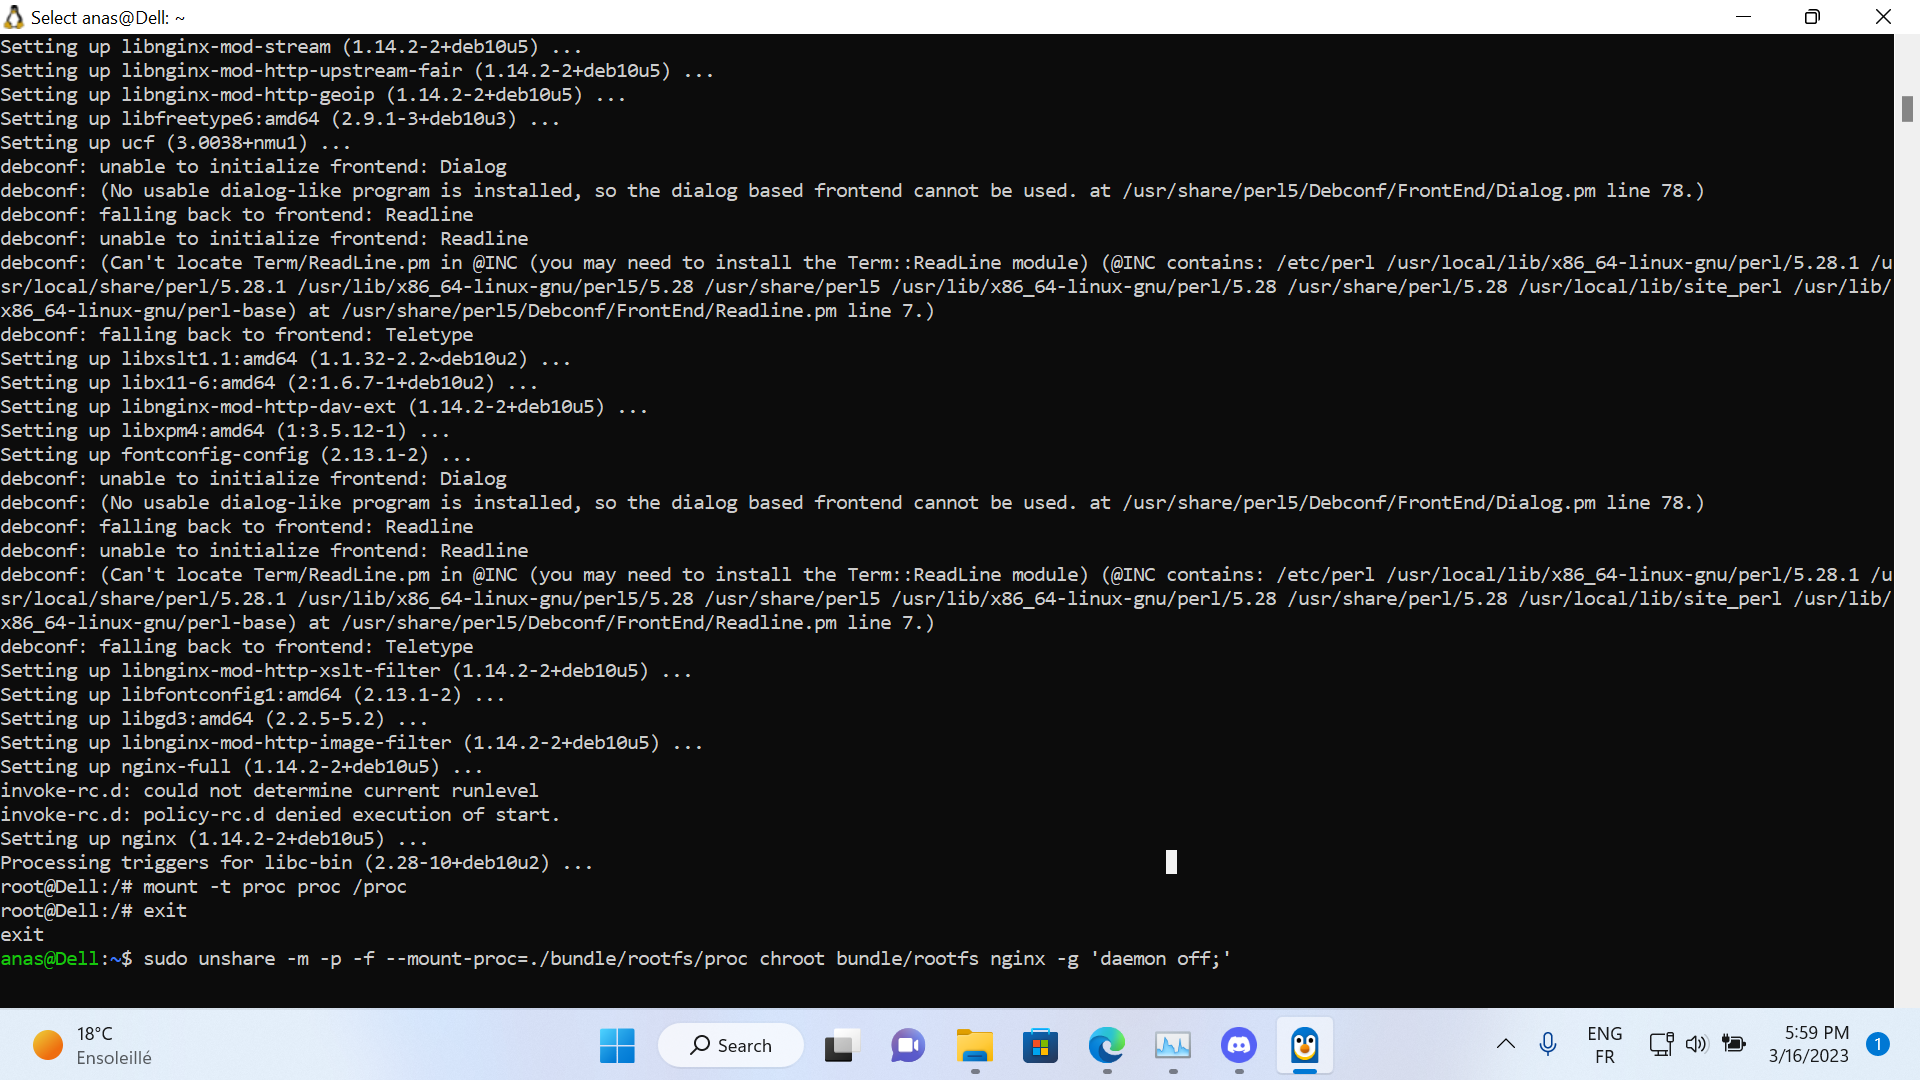 Select anas@Dell: ~
Setting up libnginx-mod-stream (1.14.2-2+deb10u5) ...
Setting up libnginx-mod-http-upstream-fair (1.14.2-2+deb10u5) ...
Setting up libnginx-mod-http-geoip (1.14.2-2+deb10u5) ...
Setting up libfreetype6:amd64 (2.9.1-3+deb10u3) ...
Setting up ucf (3.0038+nmu1) ...
debconf: unable to initialize frontend: Dialog
debconf: (No usable dialog-like program is installed, so the dialog based frontend cannot be used. at /usr/share/perl5/Debconf/FrontEnd/Dialog.pm line 78.)
debconf: falling back to frontend: Readline
debconf: unable to initialize frontend: Readline
debconf: (Can't locate Term/ReadLine.pm in @INC (you may need to install the Term::ReadLine module) (@INC contains: /etc/perl /usr/local/lib/x86_64-linux-gnu/perl/5.28.1 /u
sr/local/share/perl/5.28.1 /usr/lib/x86_64-linux-gnu/perl5/5.28 /usr/share/perl5 /usr/lib/x86_64-linux-gnu/perl/5.28 /usr/share/perl/5.28 /usr/local/lib/site_perl /usr/lib/
x86_64-linux-gnu/perl-base) at /usr/share/perl5/Debconf/FrontEnd/Readline.pm line 7.)
debconf: falling back to frontend: Teletype
Setting up libxslt1.1:amd64 (1.1.32-2.2~deb10u2) ...
Setting up libx11-6:amd64 (2:1.6.7-1+deb10u2) ...
Setting up libnginx-mod-http-dav-ext (1.14.2-2+deb10u5) ...
Setting up libxpm4:amd64 (1:3.5.12-1) ...
Setting up fontconfig-config (2.13.1-2) ...
debconf: unable to initialize frontend: Dialog
debconf: (No usable dialog-like program is installed, so the dialog based frontend cannot be used. at /usr/share/perl5/Debconf/FrontEnd/Dialog.pm line 78.)
debconf: falling back to frontend: Readline
debconf: unable to initialize frontend: Readline
debconf: (Can't locate Term/ReadLine.pm in @INC (you may need to install the Term::ReadLine module) (@INC contains: /etc/perl /usr/local/lib/x86_64-linux-gnu/perl/5.28.1 /u
sr/local/share/perl/5.28.1 /usr/lib/x86_64-linux-gnu/perl5/5.28 /usr/share/perl5 /usr/lib/x86_64-linux-gnu/perl/5.28 /usr/share/perl/5.28 /usr/local/lib/site_perl /usr/lib/
x86_64-linux-gnu/perl-base) at /usr/share/perl5/Debconf/FrontEnd/Readline.pm line 7.)
debconf: falling back to frontend: Teletype
Setting up libnginx-mod-http-xslt-filter (1.14.2-2+deb10u5) ...
Setting up libfontconfig1:amd64 (2.13.1-2) ...
Setting up libgd3:amd64 (2.2.5-5.2) ...
Setting up libnginx-mod-http-image-filter (1.14.2-2+deb10u5) ...
Setting up nginx-full (1.14.2-2+deb10u5) ...
invoke-rc.d: could not determine current runlevel
invoke-rc.d: policy-rc.d denied execution of start.
Setting up nginx (1.14.2-2+deb10u5) ...
Processing triggers for libc-bin (2.28-10+deb10u2) ...
root@Dell:/# mount -t proc proc /proc
root@Dell:/# exit
exit
anas@Dell:~$ sudo unshare -m -p -f --mount-proc=./bundle/rootfs/proc chroot bundle/rootfs nginx -g 'daemon off;'
18°C
Ensoleillé
Search
ENG
FR
5:59 PM
3/16/2023
1